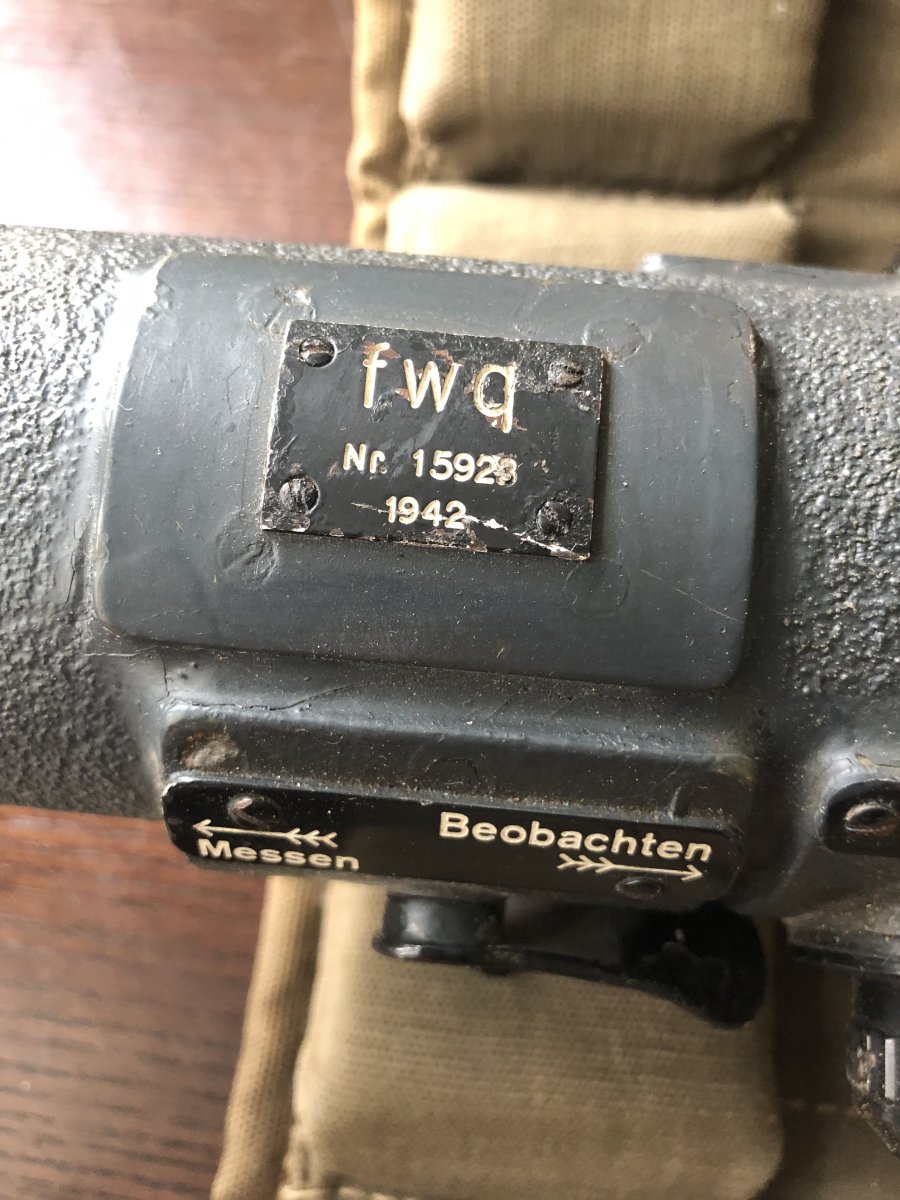 fwq
Nr. 15923
1942
Messen
Beobachten